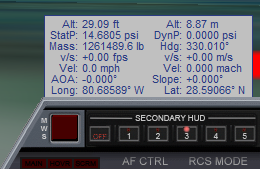 Alt: 29.09 ft Alt: 8.87 m
StatP: 14.6805 psi DynP: 0.0000 psi
Mass: 1261489.6 lb Hdg: 330.010°
v/s: +0.00 fps v/s: +0.00 m/s
Vel: 0.0 mph Vel: 0.000 mach
AOA: -0.000° Slope: +0.000°
Long: 80.68589° W Lat: 28.59066° N
SECONDARY HUD
MWS
OFF 1 2 3 4 5
AF CTRL RCS MODE